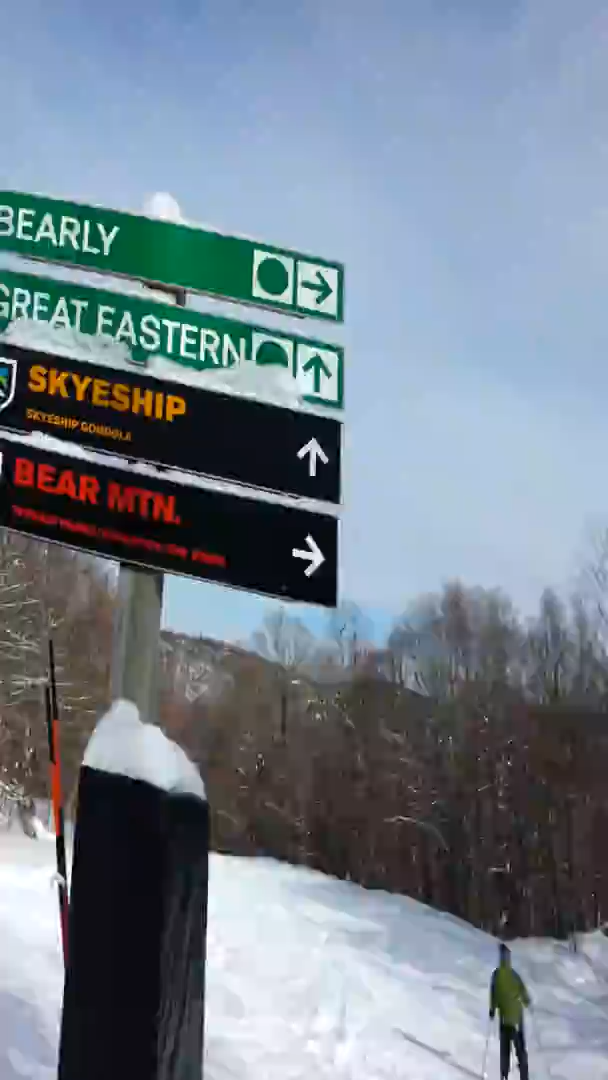 BEARLY
GREAT EASTERN
SKYESHIP
SKYESHIP GONDOLA
BEAR MTN.